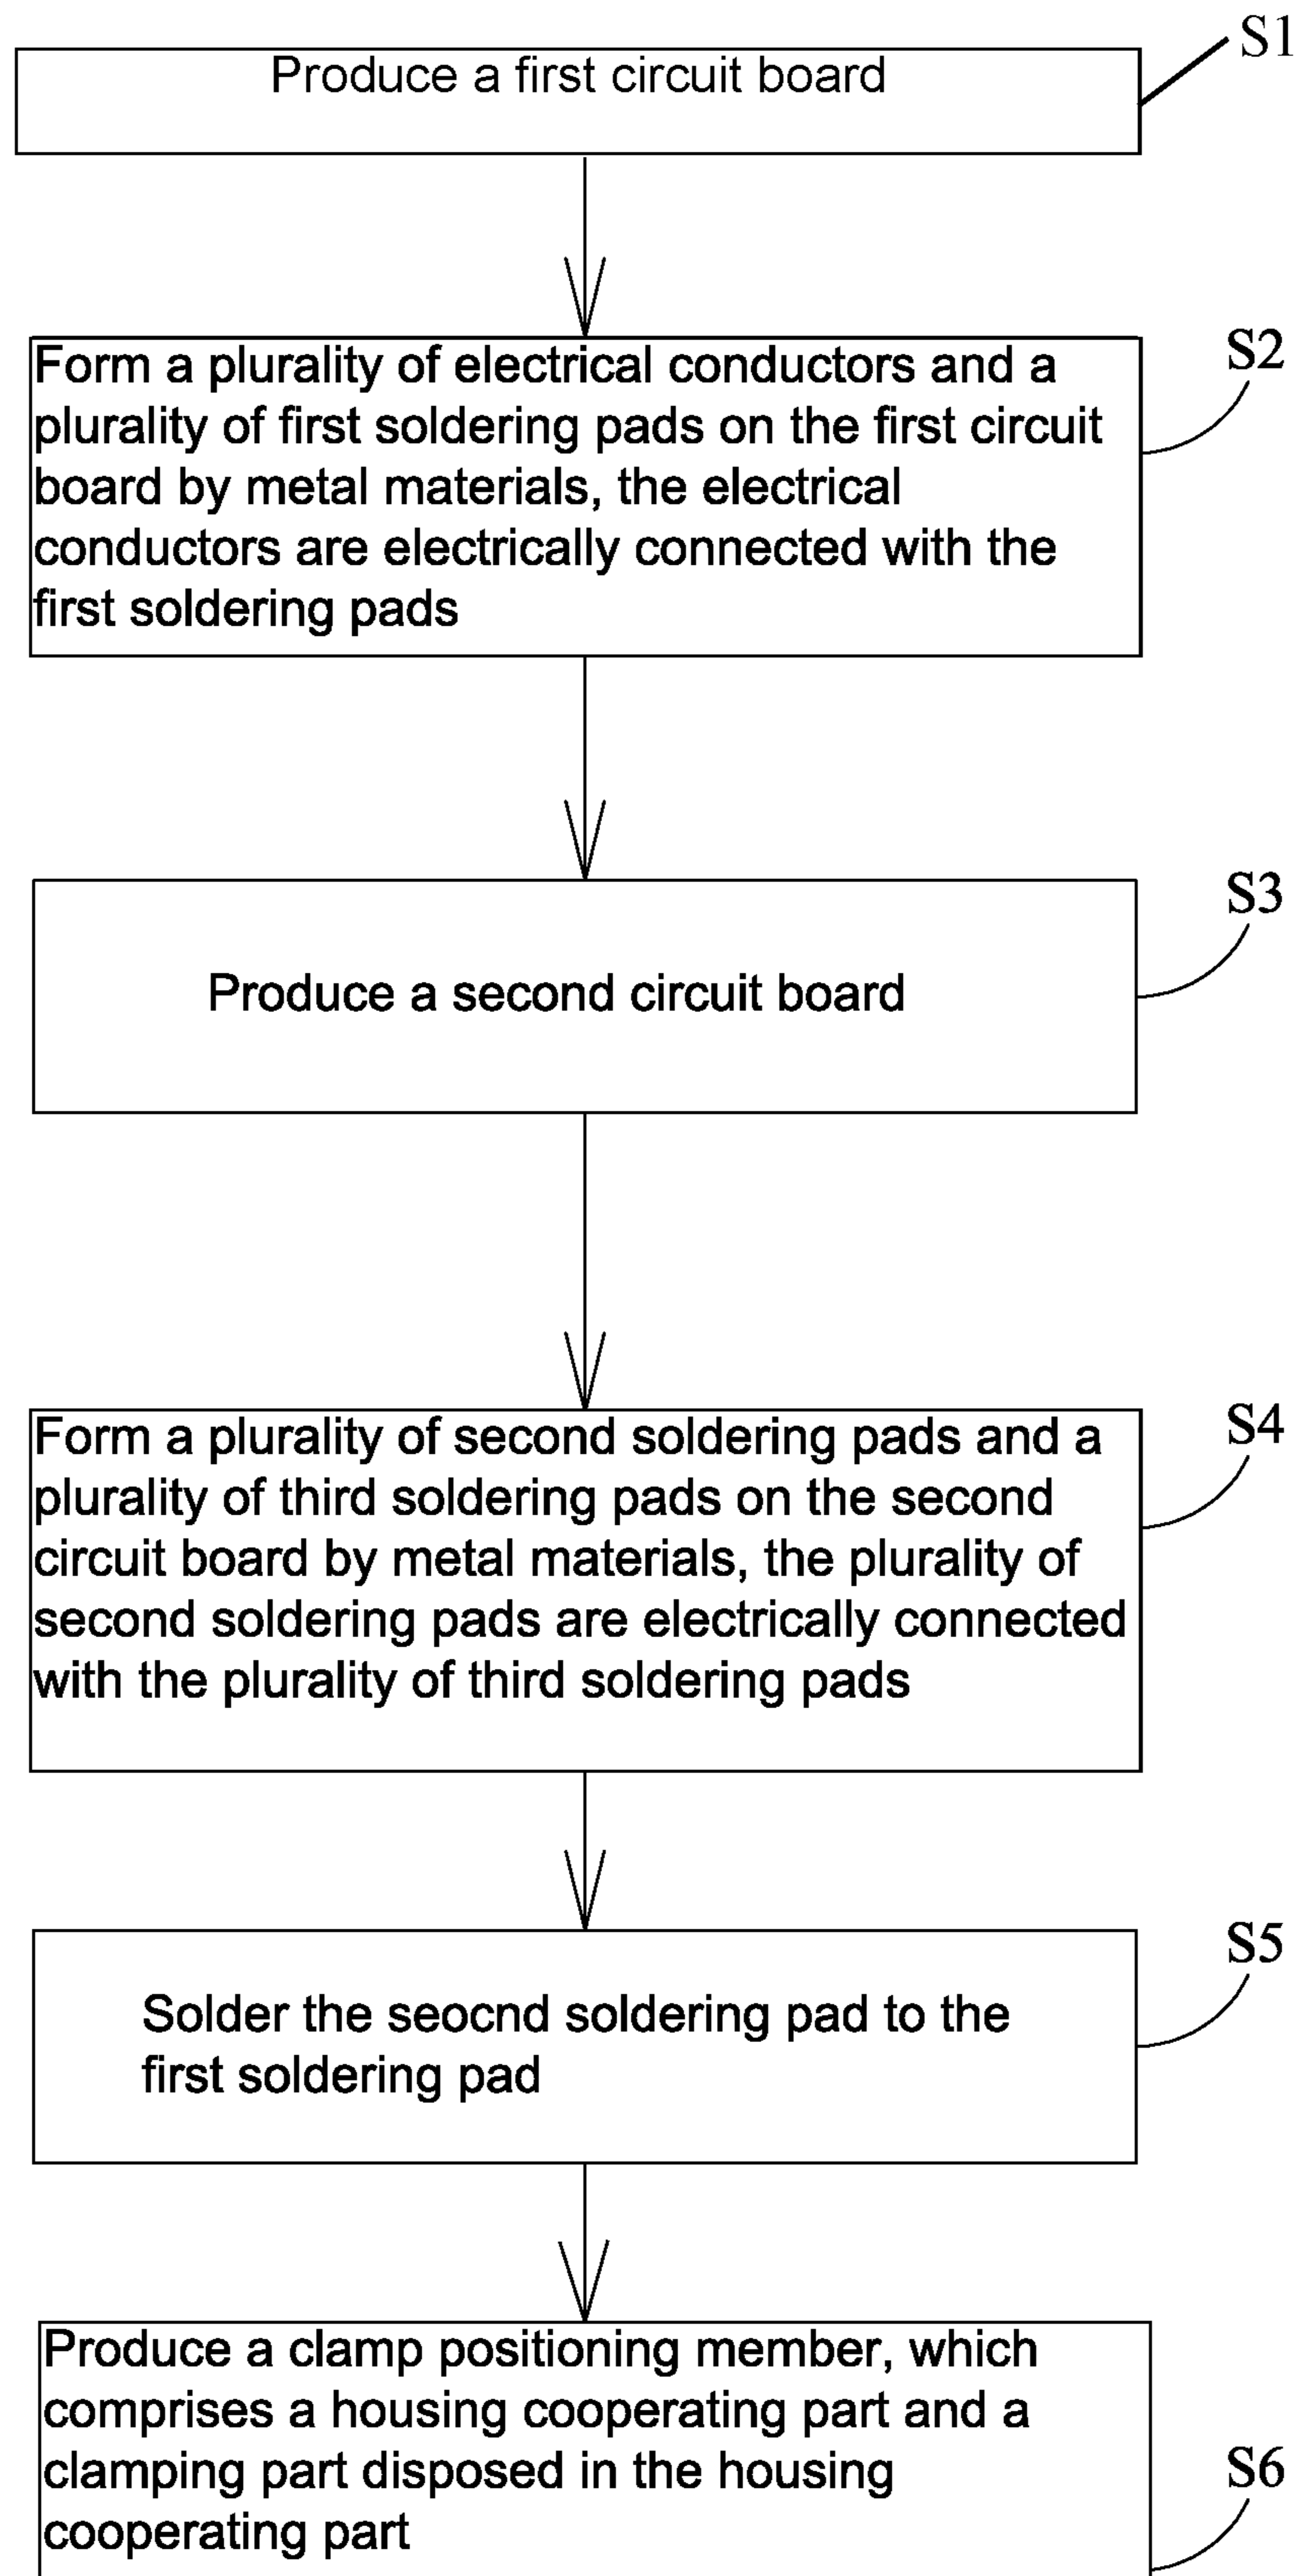 S1
Produce a first circuit board
S2
Form a plurality of electrical conductors and a
plurality of first soldering pads on the first circuit
board by metal materials, the electrical
conductors are electrically connected with the
first soldering pads
S3
Produce a second circuit board
S4
Form a plurality of second soldering pads and a
plurality of third soldering pads on the second
circuit board by metal materials, the plurality of
second soldering pads are electrically connected
with the plurality of third soldering pads
S5
Solder the seocnd soldering pad to the
first soldering pad
Produce a clamp positioning member, which
comprises a housing cooperating part and a
clamping part disposed in the housing
cooperating part
S6